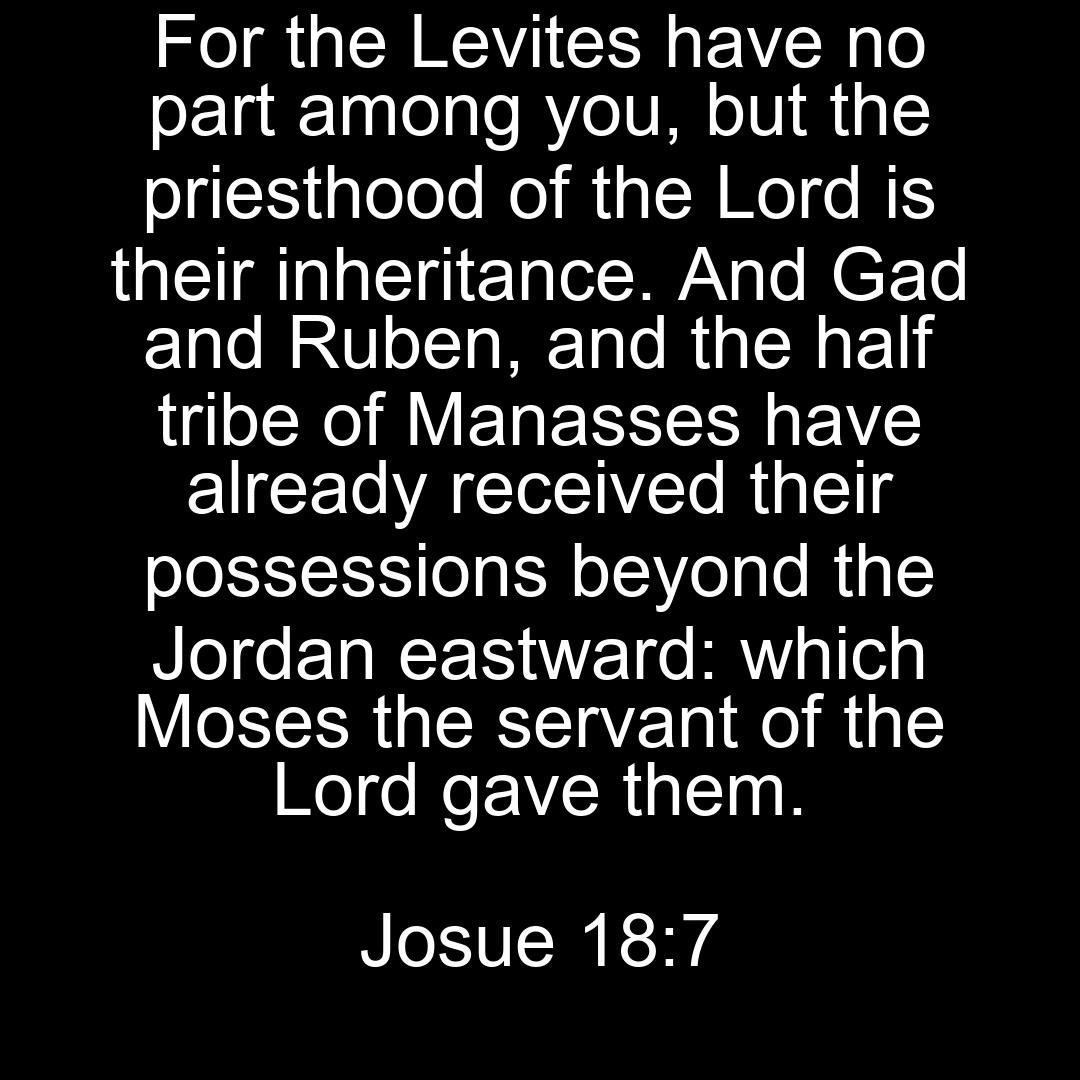 For the Levites have no
part among you, but the
priesthood of the Lord is
their inheritance. And Gad
and Ruben, and the half
tribe of Manasses have
already received their
possessions beyond the
Jordan eastward: which
Moses the servant of the
Lord gave them.
Josue 18:7